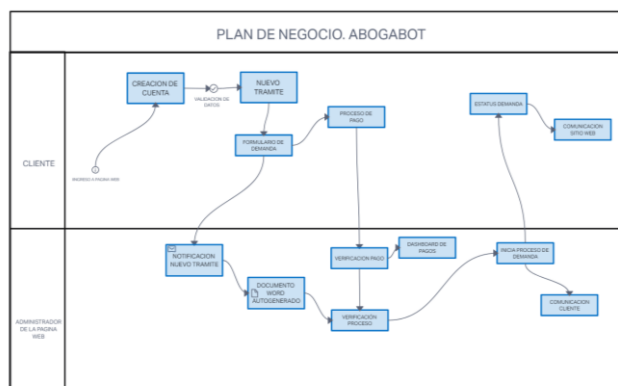 PLAN DE NEGOCIO. ABOGABOT
CLIENTE
INGRESO A PAGINA WEB
CREACION DE
CUENTA
VALIDACION DE
DATOS
NUEVO
TRAMITE
FORMULARIO DE
DEMANDA
PROCESO DE
PAGO
ESTATUS DEMANDA
COMUNICACION
SITIO WEB
ADMINISTRADOR
DE LA PAGINA
WEB
NOTIFICACION
NUEVO TRAMITE
DOCUMENTO
WORD
AUTOGENERADO
VERIFICACION PAGO
DASHBOARD DE
PAGOS
VERIFICACION
PROCESO
INICIA PROCESO DE
DEMANDA
COMUNICACION
CLIENTE